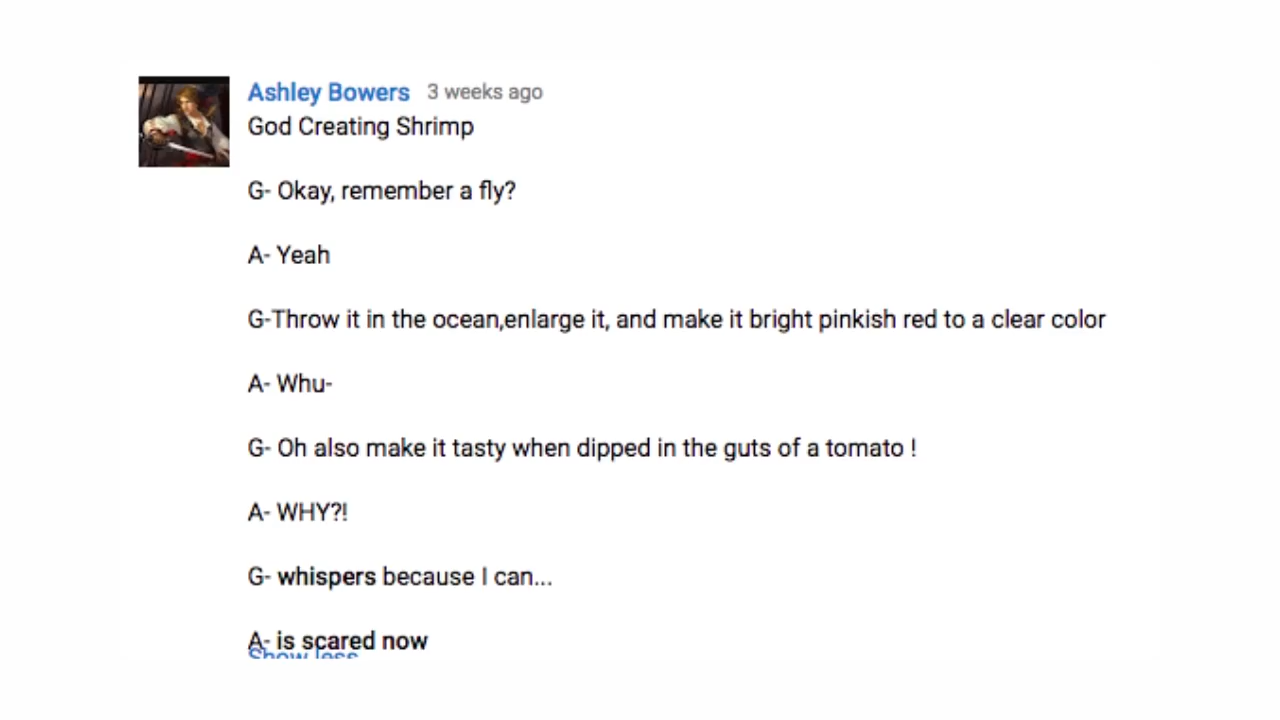 Ashley Bowers 3 weeks ago
God Creating Shrimp
G- Okay, remember a fly?
A- Yeah
G-Throw it in the ocean,enlarge it, and make it bright pinkish red to a clear color
A- Whu-
G- Oh also make it tasty when dipped in the guts of a tomato !
A- WHY?!
G- whispers because I can...
A- is scared now
Show less